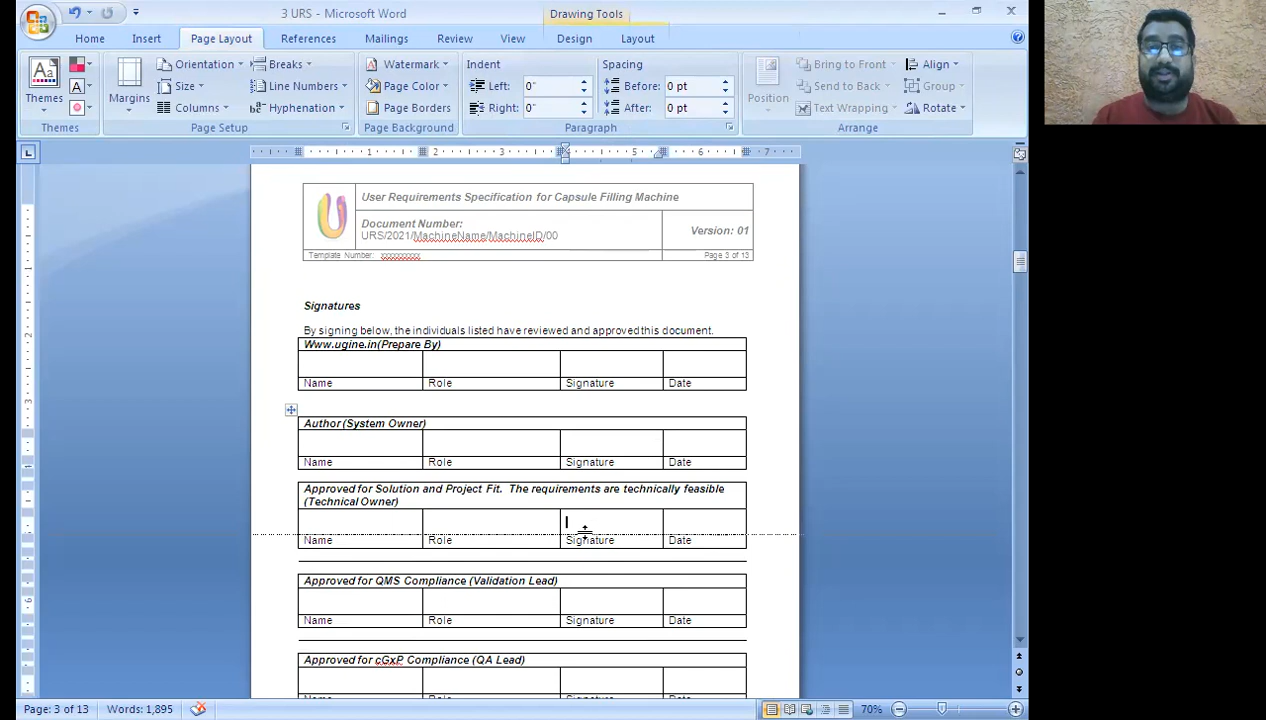 3 URS - Microsoft Word
Drawing Tools
Home Insert Page Layout References Mailings Review View Design Layout
Themes
Themes
Margins
Orientation
Size
Columns
Breaks
Line Numbers
Hyphenation
Page Setup
Watermark
Page Color
Page Borders
Page Background
Indent
Left: 0"
Right: 0"
Spacing
Before: 0 pt
After: 0 pt
Paragraph
Position
Bring to Front
Send to Back
Text Wrapping
Align
Group
Rotate
Arrange
1 2 3 5 6 7
U
User Requirements Specification for Capsule Filling Machine
Document Number:
URS/2021/MachineName/MachineID/00
Version: 01
Template Number: xxxxxxxxxx
Page 3 of 13
Signatures
By signing below, the individuals listed have reviewed and approved this document.
Www.ugine.in(Prepare By)
Name Role Signature Date
Author (System Owner)
Name Role Signature Date
Approved for Solution and Project Fit. The requirements are technically feasible
(Technical Owner)
Name Role Signature Date
Approved for QMS Compliance (Validation Lead)
Name Role Signature Date
Approved for cGxP Compliance (QA Lead)
Page: 3 of 13 Words: 1,895 70%